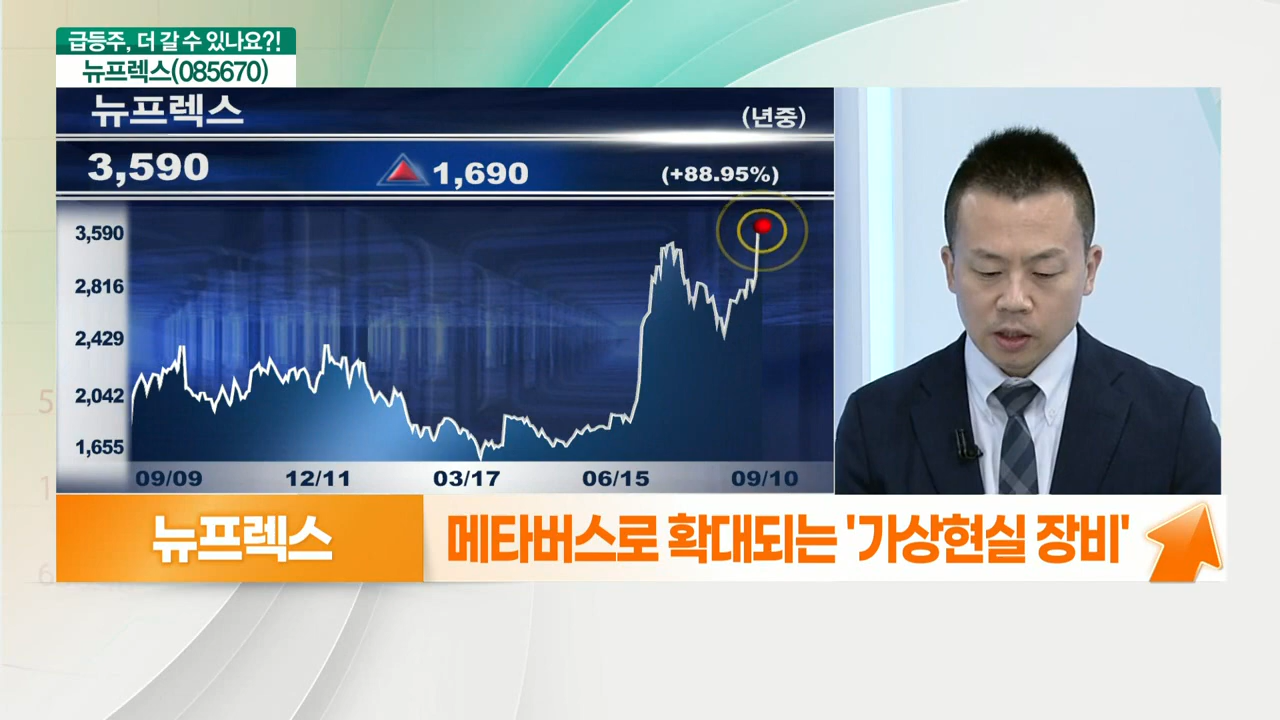 급등주, 더 갈 수 있나요?!
뉴프렉스(085670)
뉴프렉스 (년중)
3,590 1,690 (+88.95%)
3,590
2,816
2,429
2,042
1,655
09/09 12/11 03/17 06/15 09/10
뉴프렉스
메타버스로 확대되는 '가상현실 장비'
5
1
6